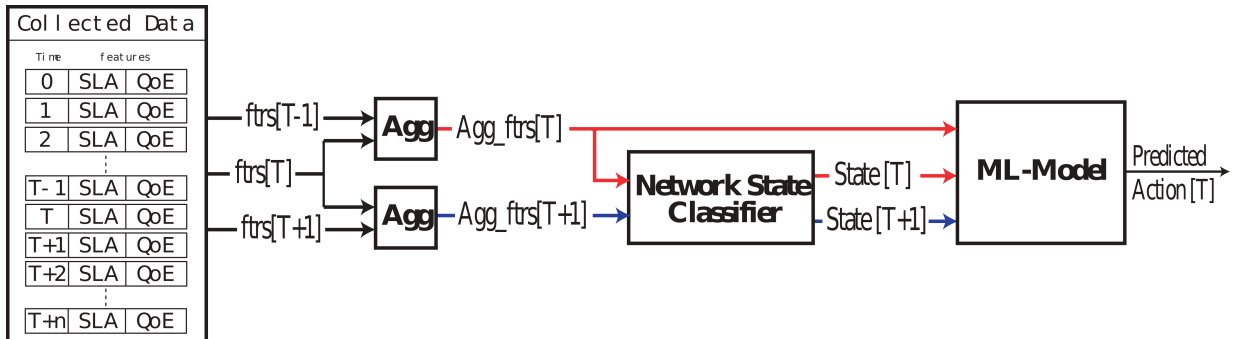 Collected Data
Time features
0 SLA QoE
1 SLA QoE
2 SLA QoE
T-1 SLA QoE
T SLA QoE
T+1 SLA QoE
T+2 SLA QoE
T+n SLA QoE
ftrs[T-1]
ftrs[T]
ftrs[T+1]
Agg
Agg
Agg_ftrs[T]
Agg_ftrs[T+1]
Network State
Classifier
State [T]
State [T+1]
ML-Model
Predicted
Action [T]